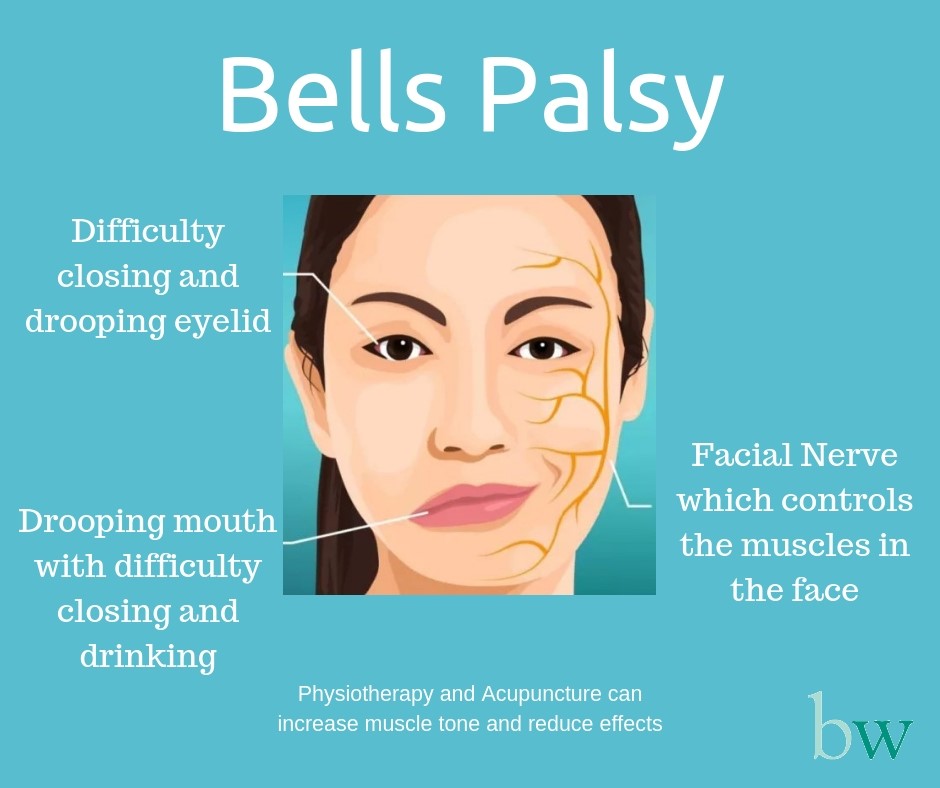 Bells Palsy
Difficulty
closing and
drooping eyelid
Facial Nerve
which controls
the muscles in
the face
Drooping mouth
with difficulty
closing and
drinking
Physiotherapy and Acupuncture can
increase muscle tone and reduce effects
bw